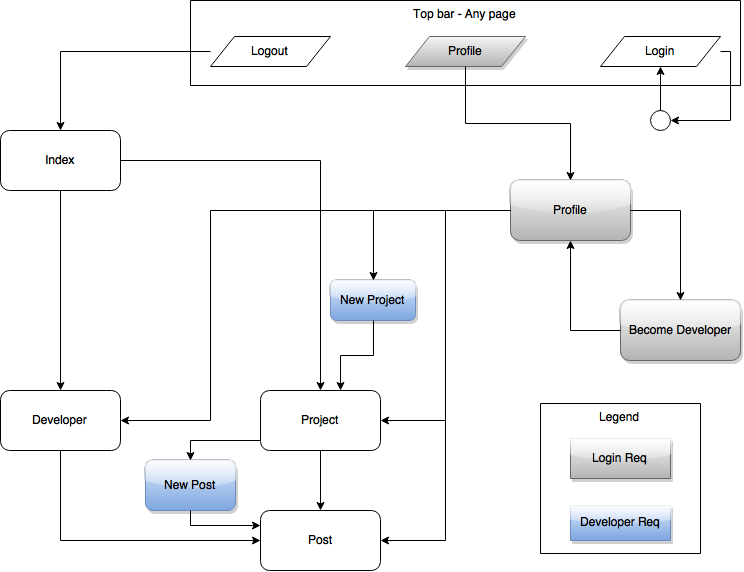 Top bar - Any page
Logout
Profile
Login
Index
Profile
New Project
Become Developer
Developer
Project
Legend
Login Req
New Post
Developer Req
Post